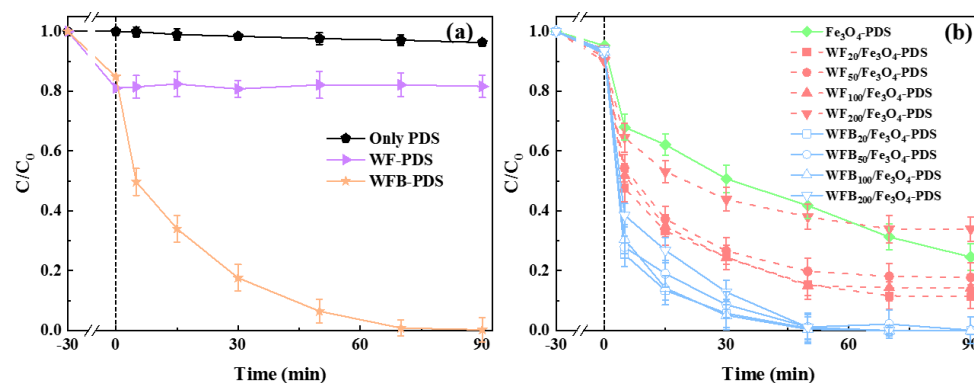 (a)
C/C₀
1.0
0.8
0.6
0.4
0.2
0.0
Only PDS
WF-PDS
WFB-PDS
-30 0 30 60 90
Time (min)
(b)
C/C₀
1.0
0.8
0.6
0.4
0.2
0.0
Fe₃O₄-PDS
WF₂₀/Fe₃O₄-PDS
WF₅₀/Fe₃O₄-PDS
WF₁₀₀/Fe₃O₄-PDS
WF₂₀₀/Fe₃O₄-PDS
WFB₂₀/Fe₃O₄-PDS
WFB₅₀/Fe₃O₄-PDS
WFB₁₀₀/Fe₃O₄-PDS
WFB₂₀₀/Fe₃O₄-PDS
-30 0 30 60 90
Time (min)